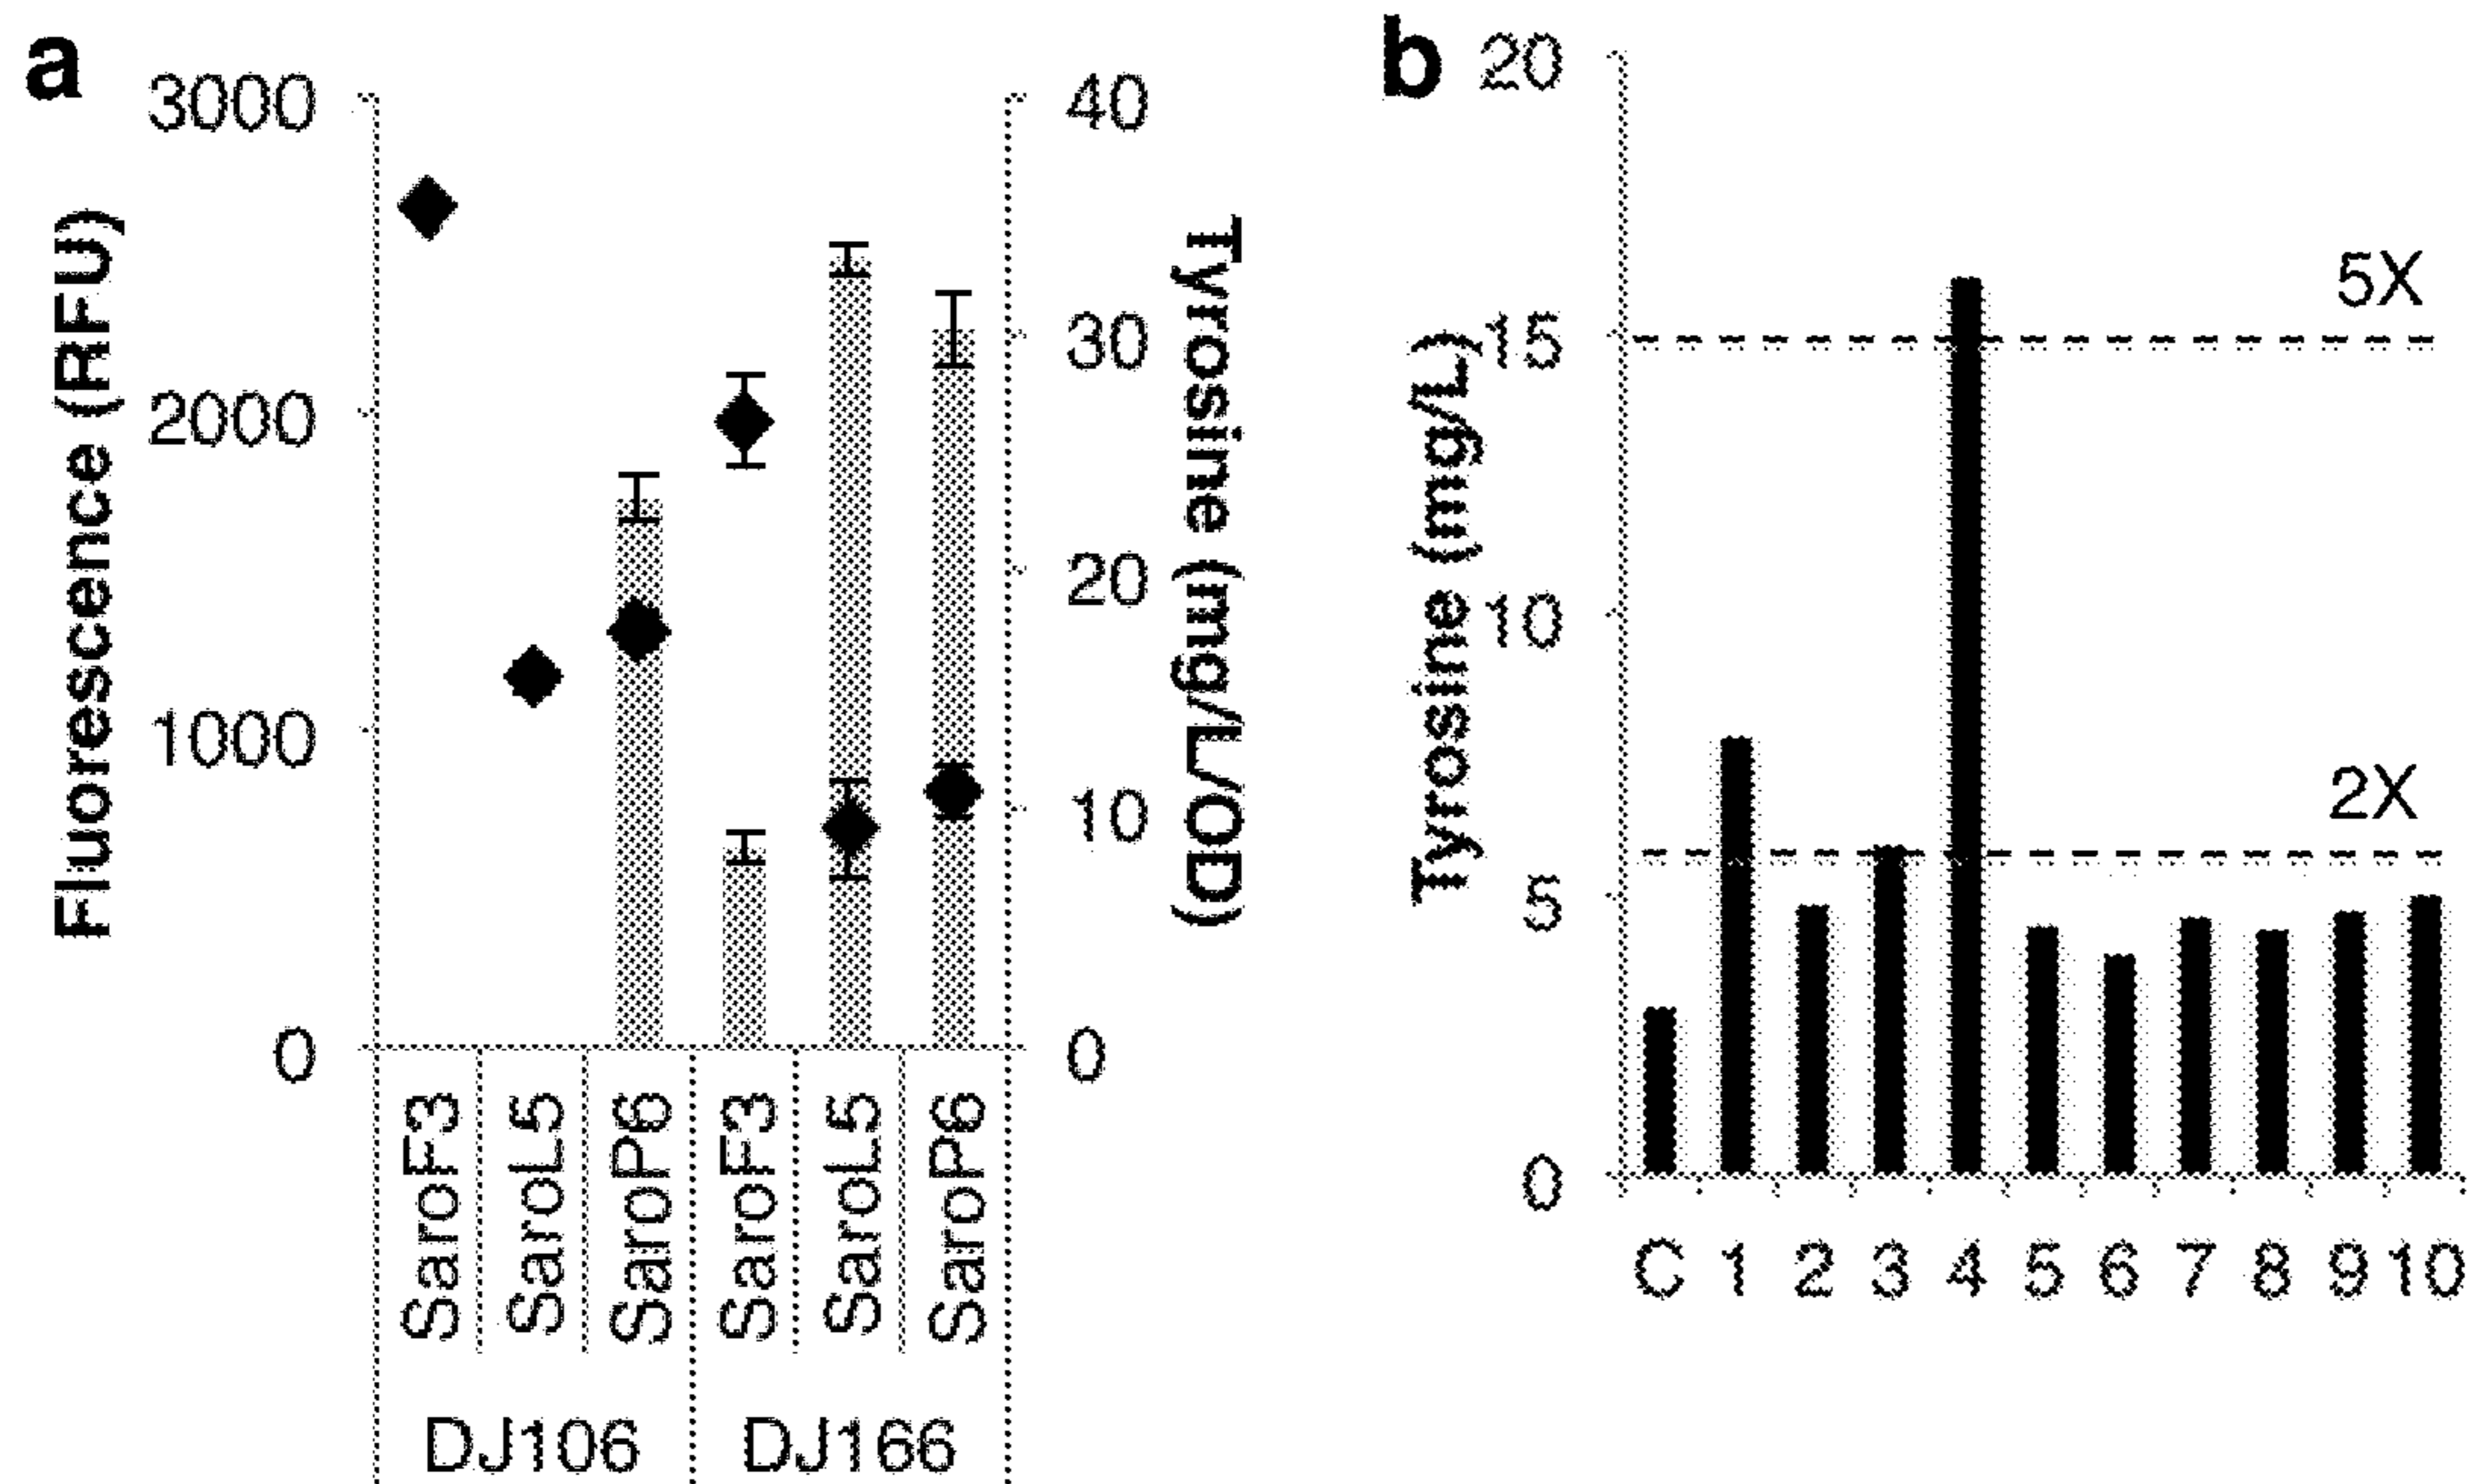 a
3000
2000
1000
0
Fluorescence (RFU)
40
30
20
10
0
Tyrosine (mg/L/OD)
SaroF3
SaroL5
SaroP6
SaroF3
SaroL5
SaroP6
DJ106
DJ166
b
20
15
10
5
0
Tyrosine (mg/L)
5X
2X
C 1 2 3 4 5 6 7 8 9 10